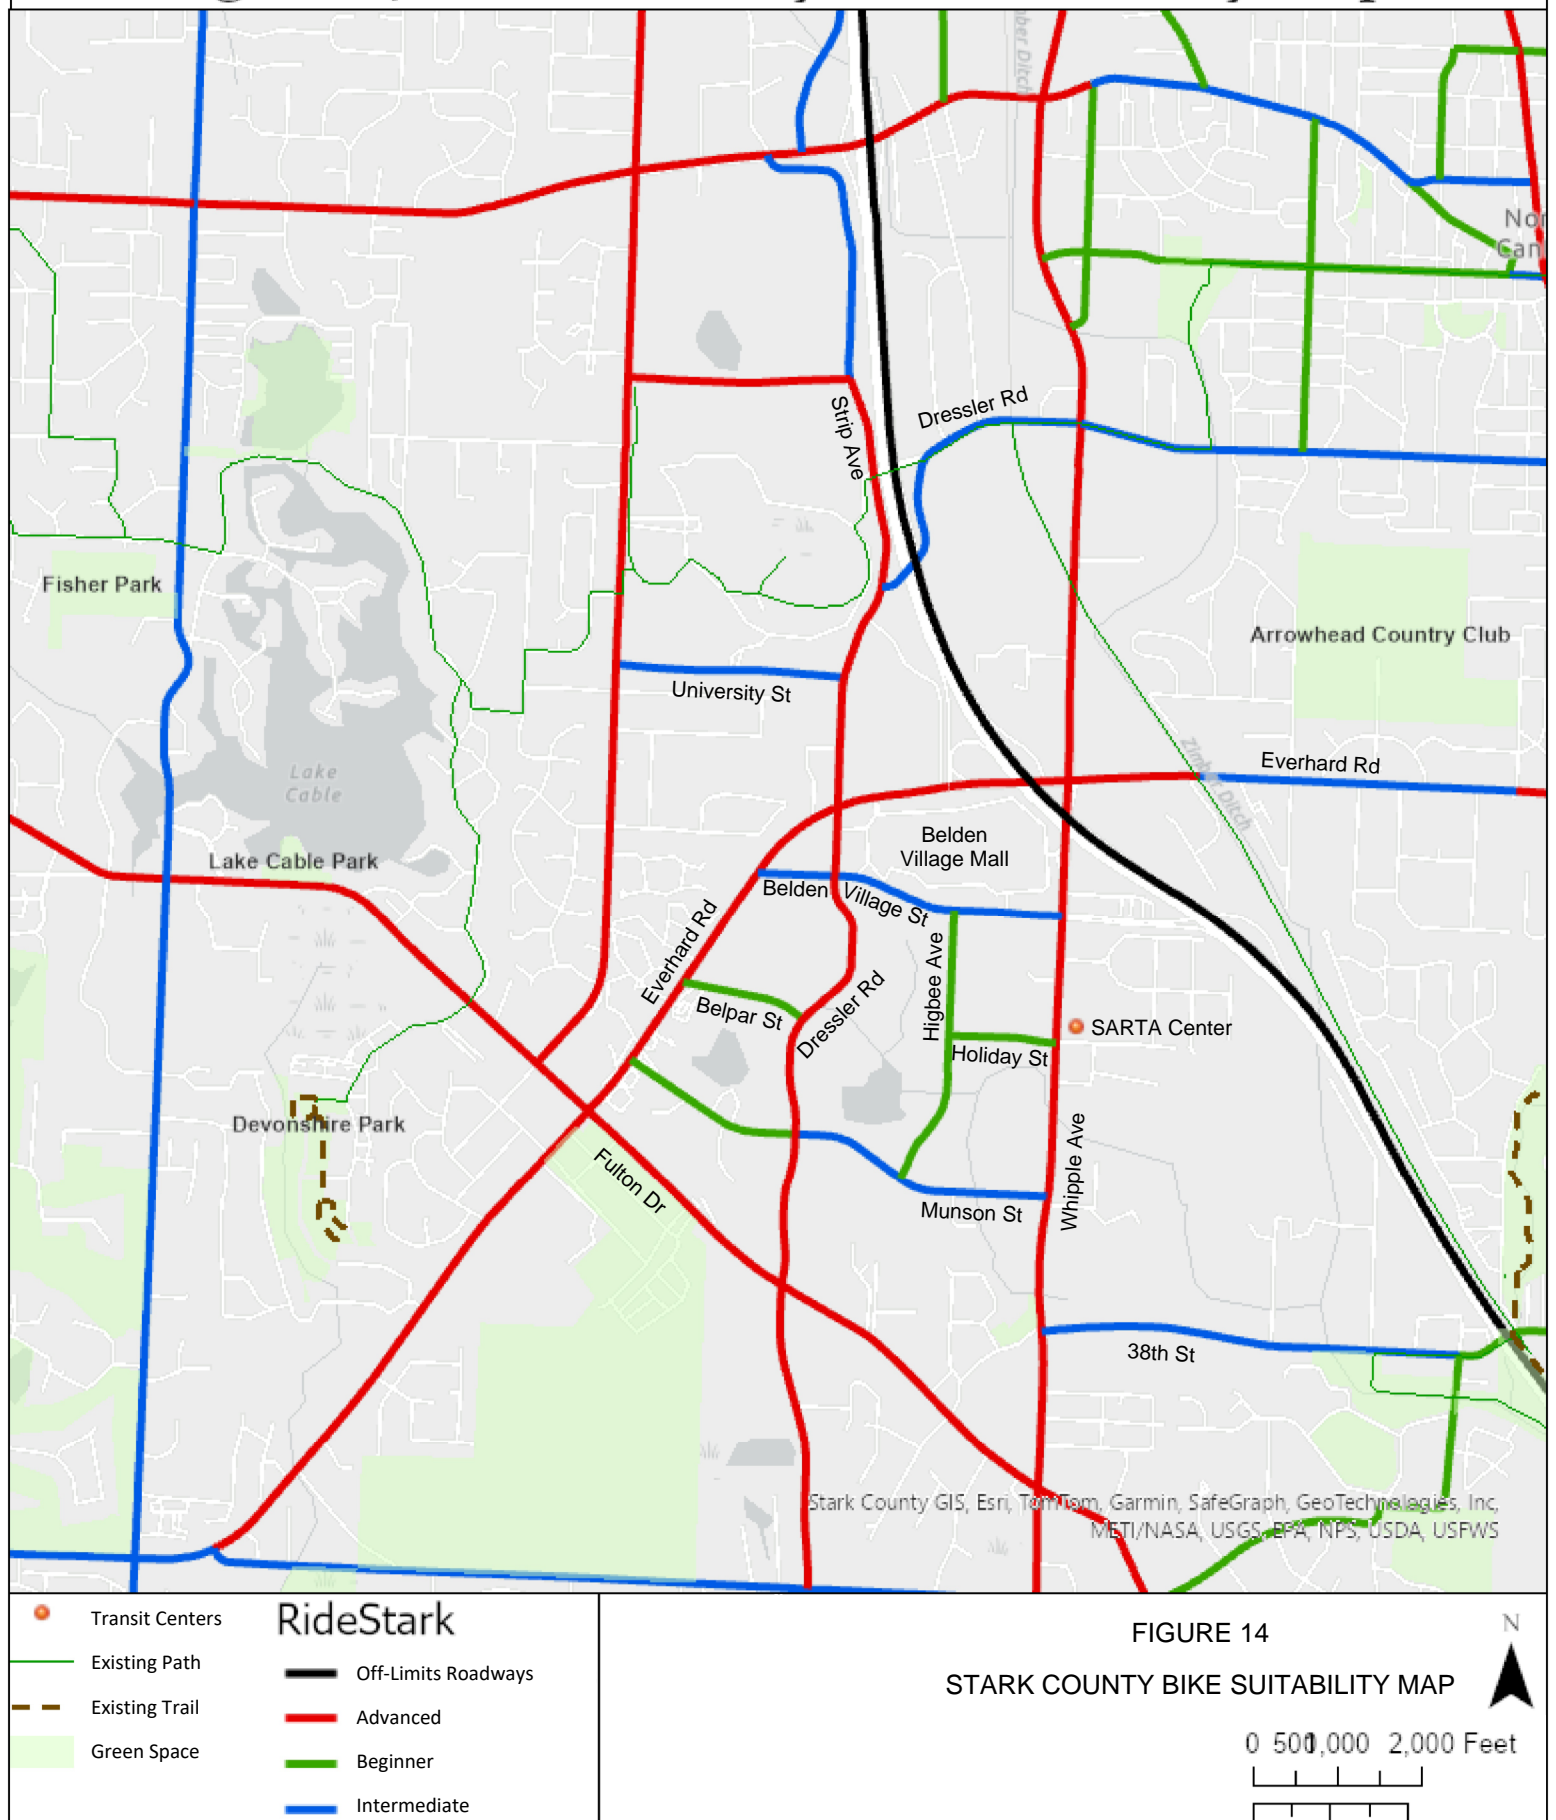 Dressler Rd
Strip Ave
Fisher Park
Arrowhead Country Club
University St
Zimber Ditch
Everhard Rd
Lake
Cable
Belden
Village Mall
Lake Cable Park
Belden Village St
Everhard Rd
Higbee Ave
Belpar St
Dressler Rd
SARTA Center
Holiday St
Devonshire Park
Whipple Ave
Fulton Dr
Munson St
38th St
Stark County GIS, Esri, TomTom, Garmin, SafeGraph, GeoTechnologies, Inc,
METI/NASA, USGS, EPA, NPS, USDA, USFWS
Transit Centers
Existing Path
Existing Trail
Green Space
RideStark
Off-Limits Roadways
Advanced
Beginner
Intermediate
FIGURE 14
STARK COUNTY BIKE SUITABILITY MAP
N
0 500 1,000 2,000 Feet